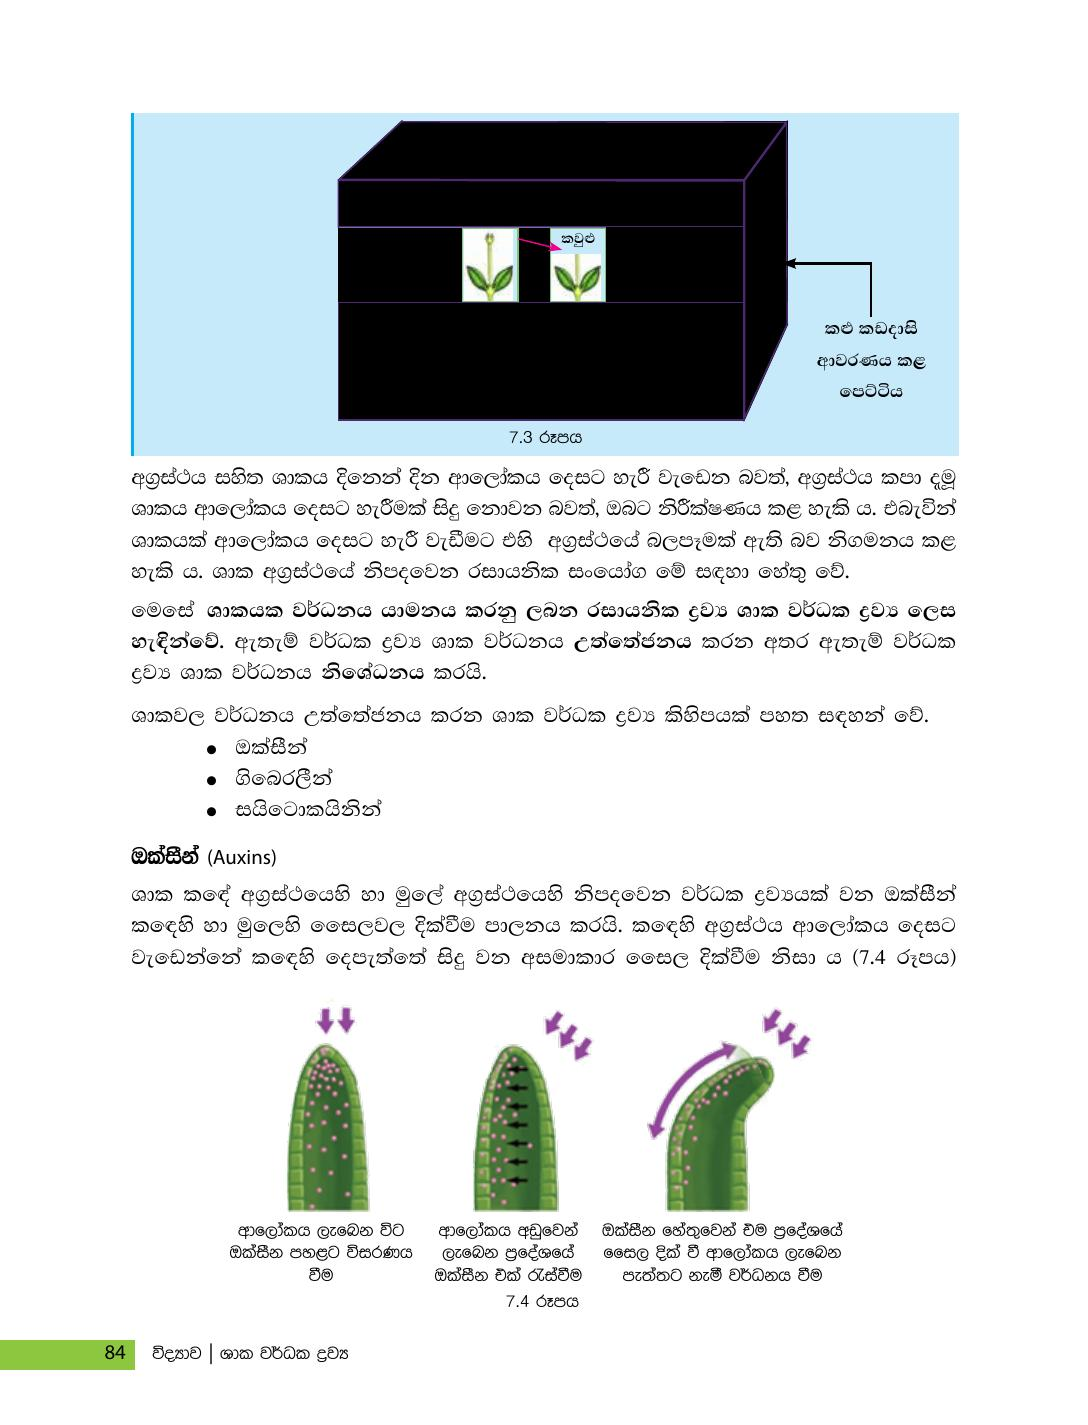 කවුළු
කළු කඩදාසි
ආවරණය කළ
පෙට්ටිය
7.3 රූපය
අග්‍රස්ථය සහිත ශාකය දිනෙන් දින ආලෝකය දෙසට හැරී වැඩෙන බවත්, අග්‍රස්ථය කපා දැමූ
ශාකය ආලෝකය දෙසට හැරීමක් සිදු නොවන බවත්, ඔබට නිරීක්ෂණය කළ හැකි ය. එබැවින්
ශාකයක් ආලෝකය දෙසට හැරී වැඩීමට එහි අග්‍රස්ථයේ බලපෑමක් ඇති බව නිගමනය කළ
හැකි ය. ශාක අග්‍රස්ථයේ නිපදවෙන රසායනික සංයෝග මේ සඳහා හේතු වේ.
මෙසේ ශාකයක වර්ධනය යාමනය කරනු ලබන රසායනික ද්‍රව්‍ය ශාක වර්ධක ද්‍රව්‍ය ලෙස
හැඳින්වේ. ඇතැම් වර්ධක ද්‍රව්‍ය ශාක වර්ධනය උත්තේජනය කරන අතර ඇතැම් වර්ධක
ද්‍රව්‍ය ශාක වර්ධනය නිශේධනය කරයි.
ශාකවල වර්ධනය උත්තේජනය කරන ශාක වර්ධක ද්‍රව්‍ය කිහිපයක් පහත සඳහන් වේ.
• ඔක්සීන්
• ගිබෙරලීන්
• සයිටොකයිනින්
ඔක්සීන් (Auxins)
ශාක කඳේ අග්‍රස්ථයෙහි හා මුලේ අග්‍රස්ථයෙහි නිපදවෙන වර්ධක ද්‍රව්‍යයක් වන ඔක්සීන්
කඳෙහි හා මුලෙහි සෛලවල දික්වීම පාලනය කරයි. කඳෙහි අග්‍රස්ථය ආලෝකය දෙසට
වැඩෙන්නේ කඳෙහි දෙපැත්තේ සිදු වන අසමාකාර සෛල දික්වීම නිසා ය (7.4 රූපය)
ආලෝකය ලැබෙන විට
ඔක්සීන පහළට විසරණය
වීම
ආලෝකය අඩුවෙන්
ලැබෙන ප්‍රදේශයේ
ඔක්සීන එක් රැස්වීම
ඔක්සීන හේතුවෙන් එම ප්‍රදේශයේ
සෛල දික් වී ආලෝකය ලැබෙන
පැත්තට නැමී වර්ධනය වීම
7.4 රූපය
84 විද්‍යාව | ශාක වර්ධක ද්‍රව්‍ය